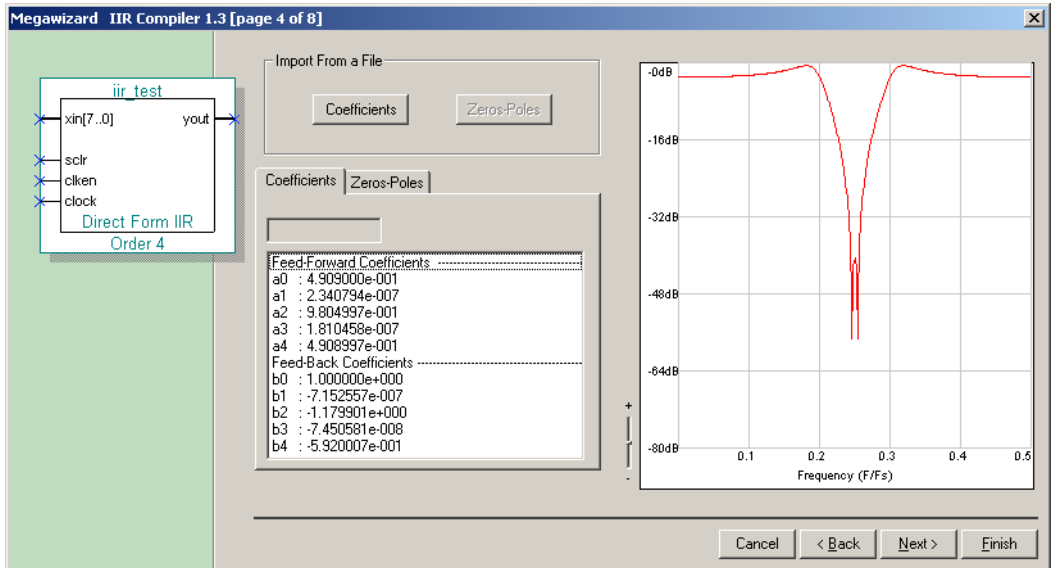 Megawizard IIR Compiler 1.3 [page 4 of 8]
iir_test
xin[7..0] yout
sclr
clken
clock
Direct Form IIR
Order 4
Import From a File
Coefficients Zeros-Poles
Coefficients Zeros-Poles
Feed-Forward Coefficients ------------------------------
a0 : 4.909000e-001
a1 : 2.340794e-007
a2 : 9.804997e-001
a3 : 1.810458e-007
a4 : 4.908997e-001
Feed-Back Coefficients ------------------------------
b0 : 1.000000e+000
b1 : -7.152557e-007
b2 : -1.179901e+000
b3 : -7.450581e-008
b4 : -5.920007e-001
+
-
-0dB
-16dB
-32dB
-48dB
-64dB
-80dB
0.1 0.2 0.3 0.4 0.5
Frequency (F/Fs)
Cancel < Back Next > Finish